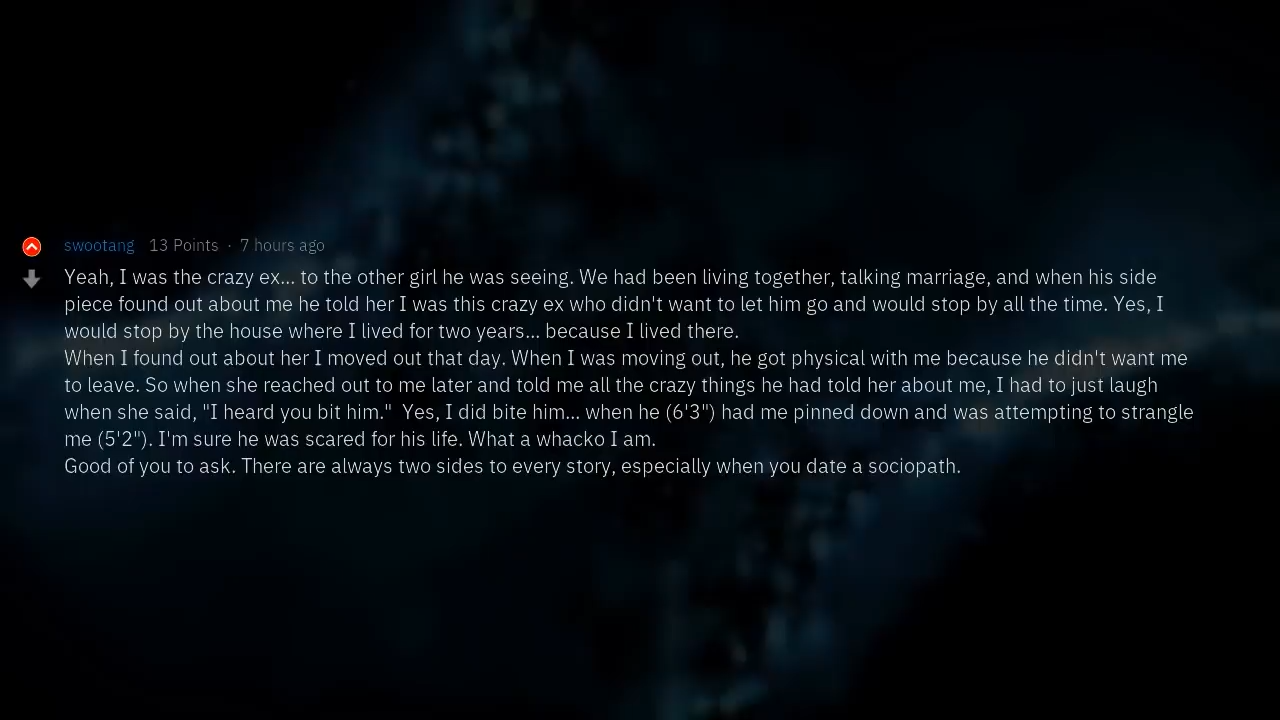 swootang 13 Points · 7 hours ago
Yeah, I was the crazy ex... to the other girl he was seeing. We had been living together, talking marriage, and when his side
piece found out about me he told her I was this crazy ex who didn't want to let him go and would stop by all the time. Yes, I
would stop by the house where I lived for two years... because I lived there.
When I found out about her I moved out that day. When I was moving out, he got physical with me because he didn't want me
to leave. So when she reached out to me later and told me all the crazy things he had told her about me, I had to just laugh
when she said, "I heard you bit him."  Yes, I did bite him... when he (6'3") had me pinned down and was attempting to strangle
me (5'2"). I'm sure he was scared for his life. What a whacko I am.
Good of you to ask. There are always two sides to every story, especially when you date a sociopath.